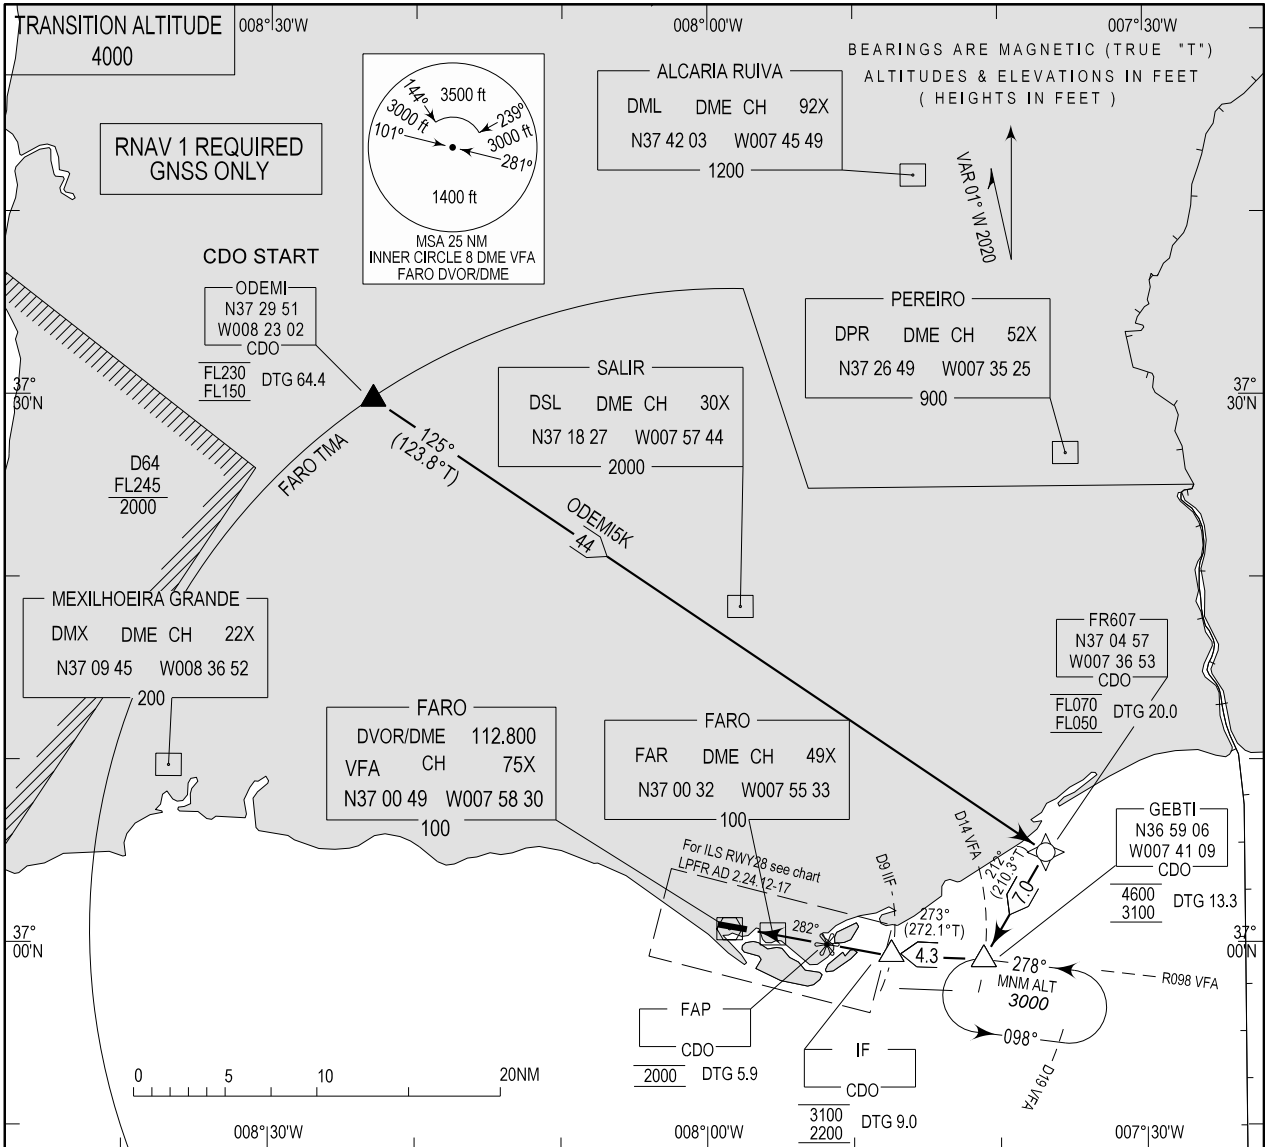 TRANSITION ALTITUDE
4000
008°30'W
008°00'W
007°30'W
BEARINGS ARE MAGNETIC (TRUE "T")
ALTITUDES & ELEVATIONS IN FEET
( HEIGHTS IN FEET )
VAR 01° W 2020
RNAV 1 REQUIRED
GNSS ONLY
144°
3500 ft
239°
3000 ft
3000 ft
101°
281°
1400 ft
MSA 25 NM
INNER CIRCLE 8 DME VFA
FARO DVOR/DME
ALCARIA RUIVA
DML DME CH 92X
N37 42 03 W007 45 49
1200
CDO START
ODEMI
N37 29 51
W008 23 02
CDO
FL230
FL150
DTG 64.4
PEREIRO
DPR DME CH 52X
N37 26 49 W007 35 25
900
SALIR
DSL DME CH 30X
N37 18 27 W007 57 44
2000
37°
30'N
37°
30'N
FARO TMA
125°
(123.8°T)
D64
FL245
2000
ODEMI5K
44
MEXILHOEIRA GRANDE
DMX DME CH 22X
N37 09 45 W008 36 52
200
FR607
N37 04 57
W007 36 53
CDO
FL070
FL050
DTG 20.0
FARO
DVOR/DME 112.800
VFA CH 75X
N37 00 49 W007 58 30
100
FARO
FAR DME CH 49X
N37 00 32 W007 55 33
100
GEBTI
N36 59 06
W007 41 09
CDO
4600
3100
DTG 13.3
For ILS RWY28 see chart
LPFR AD 2.24.12-17
D9 IIF
D14 VFA
212°
(210.3°T)
7.0
282°
273°
(272.1°T)
4.3
37°
00'N
37°
00'N
278°
MNM ALT
3000
098°
R098 VFA
D19 VFA
FAP
CDO
2000
DTG 5.9
IF
CDO
3100
2200
DTG 9.0
0 5 10 20NM
008°30'W
008°00'W
007°30'W